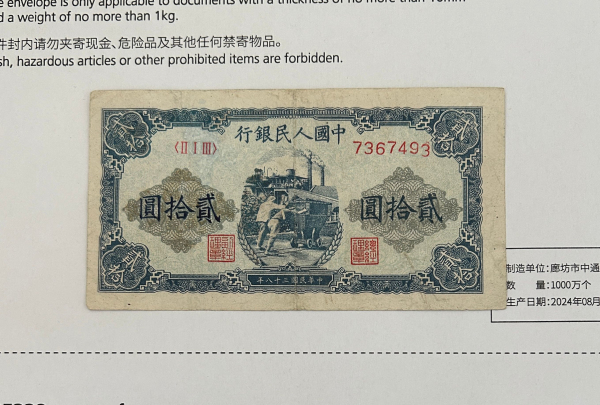 e envelope is only applicable to documents with a thickness of no more than 10mm
d a weight of no more than 1kg.
件封内请勿夹寄现金、危险品及其他任何禁寄物品。
sh, hazardous articles or other prohibited items are forbidden.
行銀民人國中
〈II I III〉 7367493
圓拾貳 圓拾貳
年八十三國民華中
制造单位:廊坊市中通
数 量:1000万个
生产日期:2024年08月